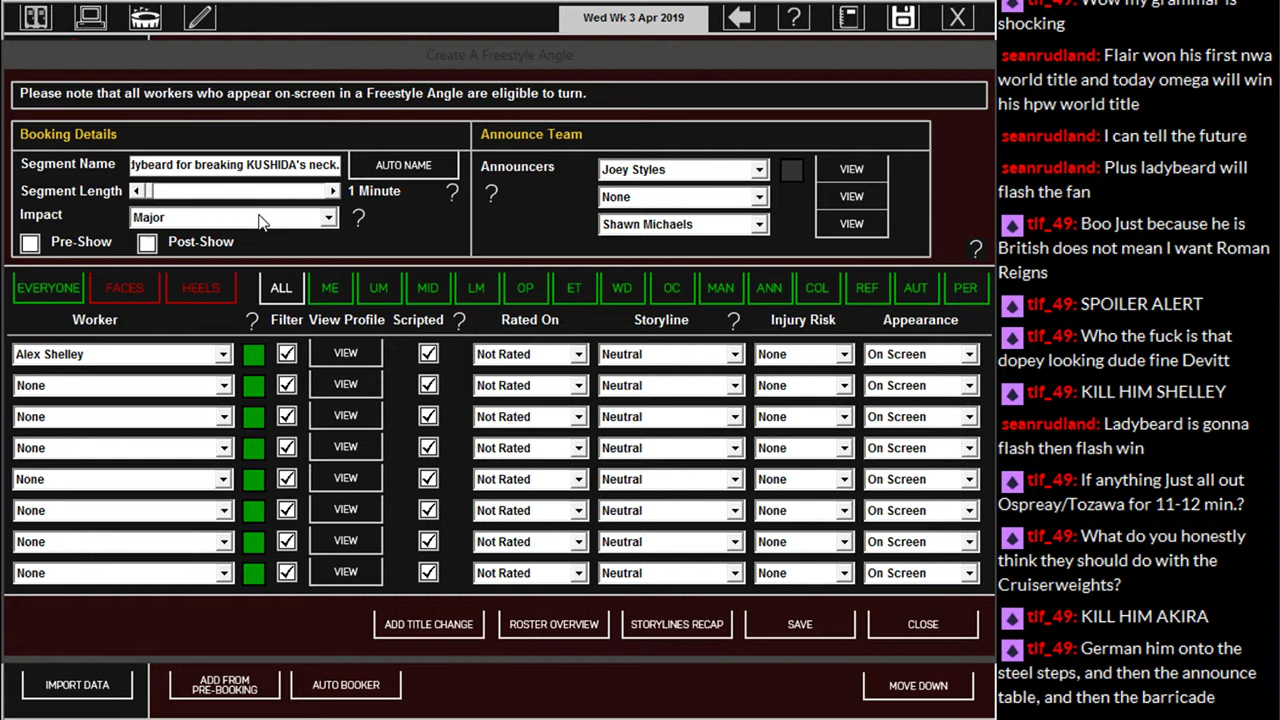 Wed Wk 3 Apr 2019
?
X
Create A Freestyle Angle
Please note that all workers who appear on-screen in a Freestyle Angle are eligible to turn.
Booking Details
Segment Name
lybeard for breaking KUSHIDA's neck.
AUTO NAME
Segment Length
1 Minute
?
Impact
Major
?
Pre-Show
Post-Show
Announce Team
Announcers
?
Joey Styles
VIEW
None
VIEW
Shawn Michaels
VIEW
?
EVERYONE FACES HEELS ALL ME UM MID LM OP ET WD OC MAN ANN COL REF AUT PER
Worker ? Filter View Profile Scripted ? Rated On Storyline ? Injury Risk Appearance
Alex Shelley VIEW Not Rated Neutral None On Screen
None VIEW Not Rated Neutral None On Screen
None VIEW Not Rated Neutral None On Screen
None VIEW Not Rated Neutral None On Screen
None VIEW Not Rated Neutral None On Screen
None VIEW Not Rated Neutral None On Screen
None VIEW Not Rated Neutral None On Screen
None VIEW Not Rated Neutral None On Screen
ADD TITLE CHANGE
ROSTER OVERVIEW
STORYLINES RECAP
SAVE
CLOSE
IMPORT DATA
ADD FROM
PRE-BOOKING
AUTO BOOKER
MOVE DOWN
tlf_49: Wow my grammar is
shocking
seanrudland: Flair won his first nwa
world title and today omega will win
his hpw world title
seanrudland: I can tell the future
seanrudland: Plus ladybeard will
flash the fan
tlf_49: Boo Just because he is
British does not mean I want Roman
Reigns
tlf_49: SPOILER ALERT
tlf_49: Who the fuck is that
dopey looking dude fine Devitt
tlf_49: KILL HIM SHELLEY
seanrudland: Ladybeard is gonna
flash then flash win
tlf_49: If anything Just all out
Ospreay/Tozawa for 11-12 min.?
tlf_49: What do you honestly
think they should do with the
Cruiserweights?
tlf_49: KILL HIM AKIRA
tlf_49: German him onto the
steel steps, and then the announce
table, and then the barricade